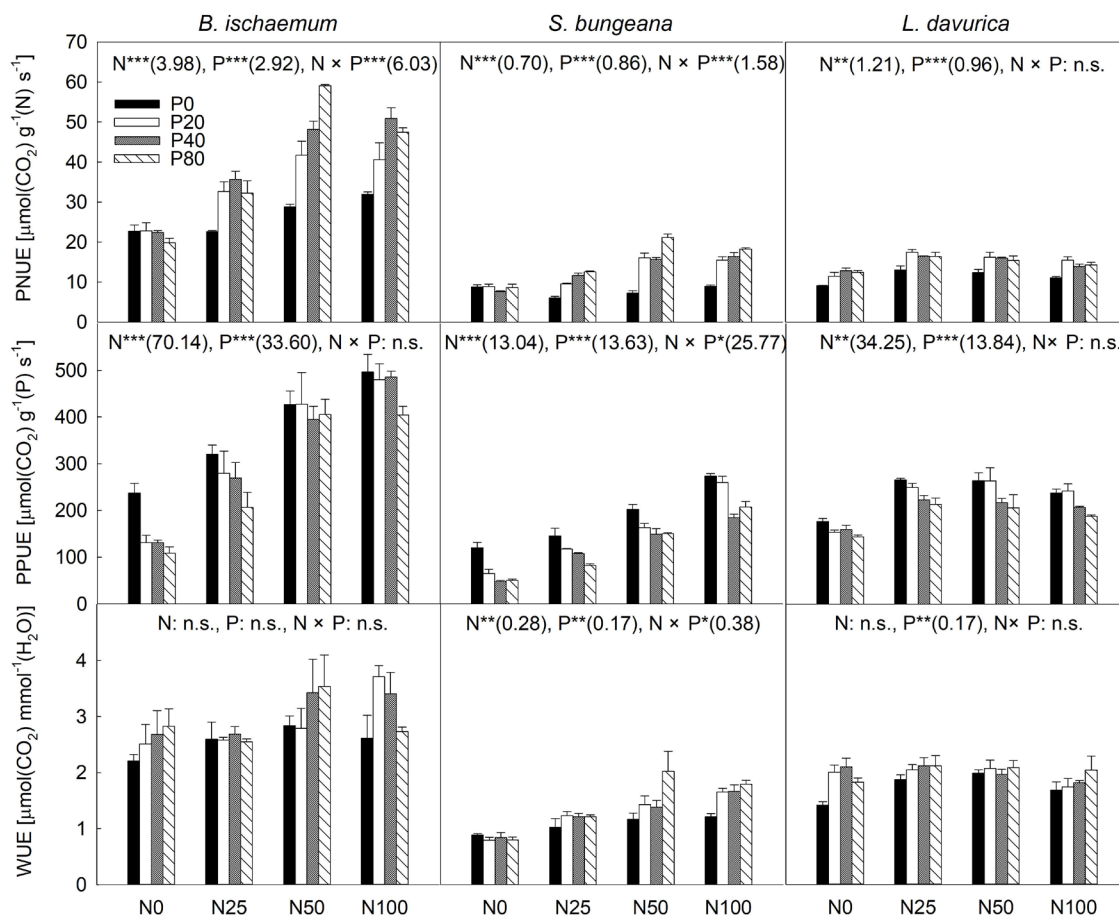 B. ischaemum
S. bungeana
L. davurica
PNUE [μmol(CO₂) g⁻¹(N) s⁻¹]
70
60
50
40
30
20
10
0
N***(3.98), P***(2.92), N × P***(6.03)
P0
P20
P40
P80
N***(0.70), P***(0.86), N × P***(1.58)
N**(1.21), P***(0.96), N × P: n.s.
PPUE [μmol(CO₂) g⁻¹(P) s⁻¹]
500
400
300
200
100
0
N***(70.14), P***(33.60), N × P: n.s.
N***(13.04), P***(13.63), N × P*(25.77)
N**(34.25), P***(13.84), N× P: n.s.
WUE [μmol(CO₂) mmol⁻¹(H₂O)]
4
3
2
1
0
N: n.s., P: n.s., N × P: n.s.
N**(0.28), P**(0.17), N × P*(0.38)
N: n.s., P**(0.17), N× P: n.s.
N0 N25 N50 N100 N0 N25 N50 N100 N0 N25 N50 N100